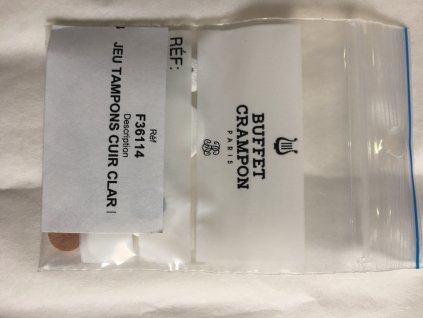 BUFFET
CRAMPON
PARIS
RÉF:
Réf
F36114
Description
JEU TAMPONS CUIR CLAR